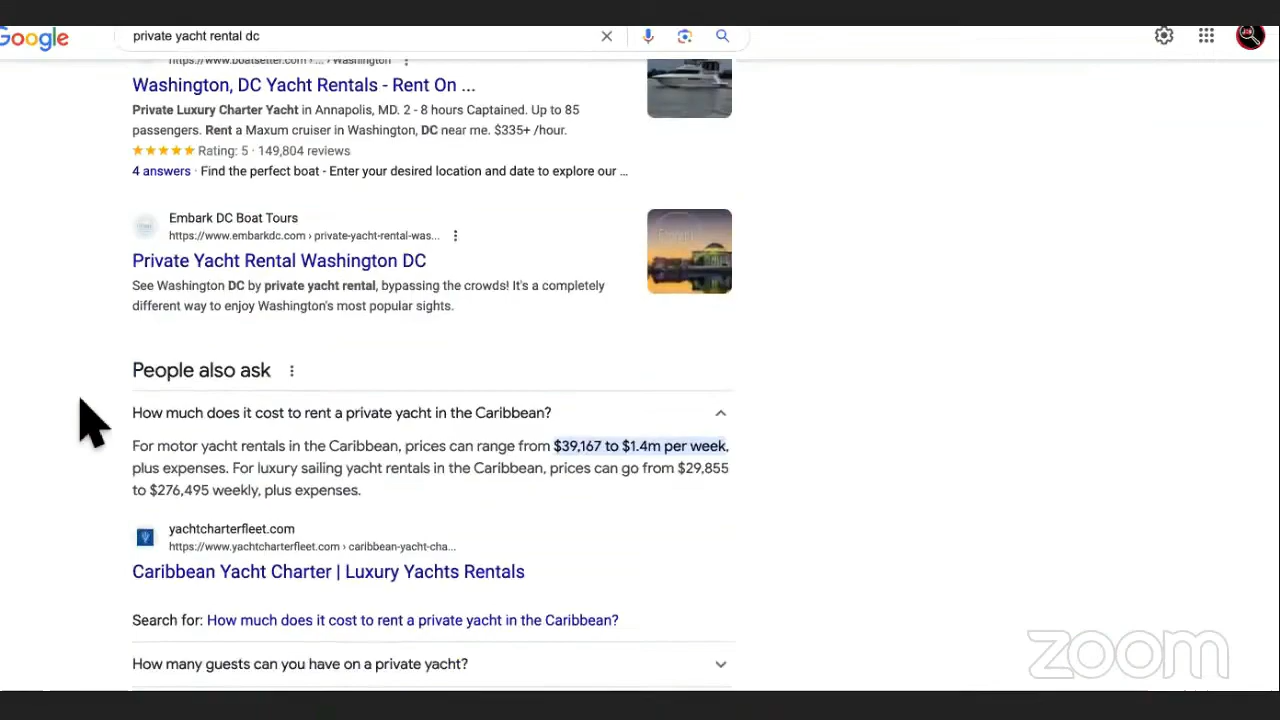 Google
private yacht rental dc
https://www.boatsetter.com › ... › Washington
Washington, DC Yacht Rentals - Rent On ...
Private Luxury Charter Yacht in Annapolis, MD. 2 - 8 hours Captained. Up to 85
passengers. Rent a Maxum cruiser in Washington, DC near me. $335+ /hour.
Rating: 5 · 149,804 reviews
4 answers · Find the perfect boat - Enter your desired location and date to explore our ...
Embark DC Boat Tours
https://www.embarkdc.com › private-yacht-rental-was...
Private Yacht Rental Washington DC
See Washington DC by private yacht rental, bypassing the crowds! It's a completely
different way to enjoy Washington's most popular sights.
People also ask
How much does it cost to rent a private yacht in the Caribbean?
For motor yacht rentals in the Caribbean, prices can range from $39,167 to $1.4m per week,
plus expenses. For luxury sailing yacht rentals in the Caribbean, prices can go from $29,855
to $276,495 weekly, plus expenses.
yachtcharterfleet.com
https://www.yachtcharterfleet.com › caribbean-yacht-cha...
Caribbean Yacht Charter | Luxury Yachts Rentals
Search for: How much does it cost to rent a private yacht in the Caribbean?
How many guests can you have on a private yacht?
zoom